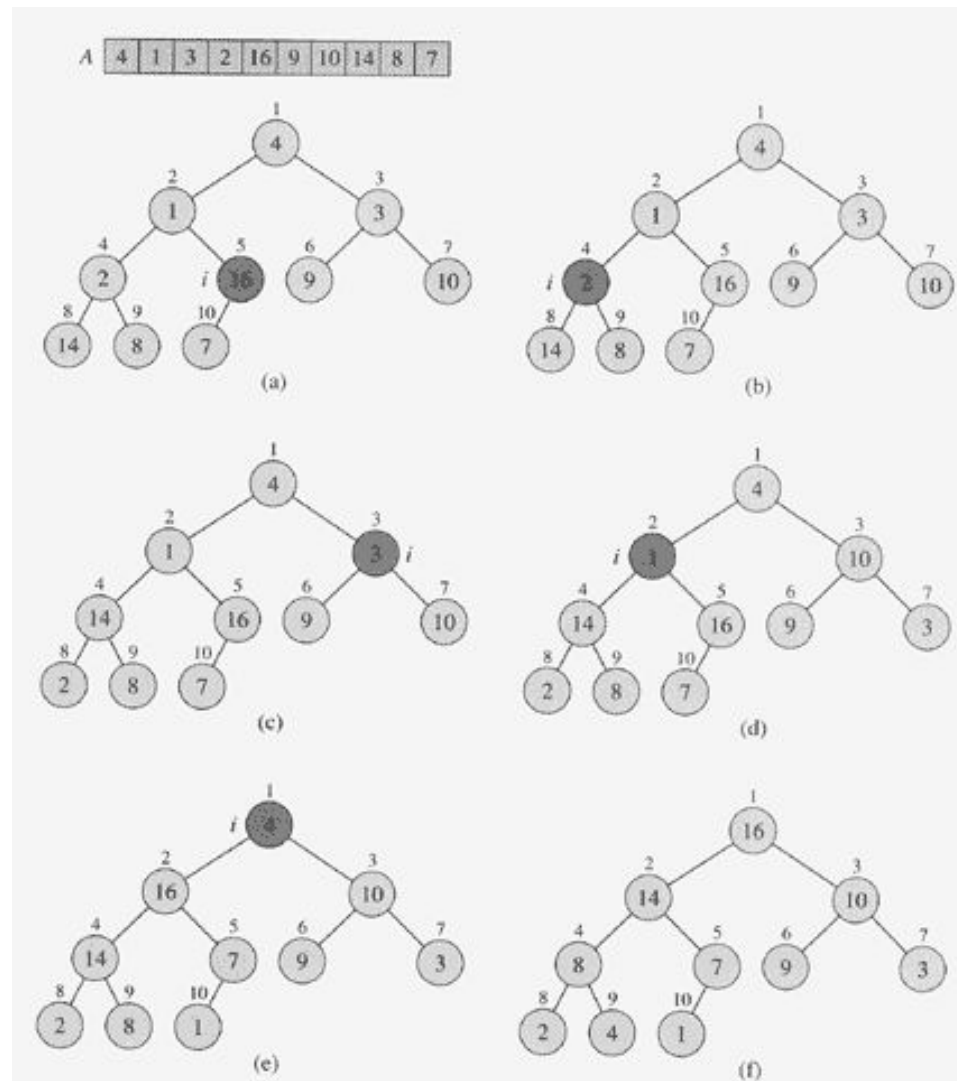 A 4 1 3 2 16 9 10 14 8 7
1 1
4 4
2 3 2 3
1 3 1 3
4 5 6 7 4 5 6 7
2 i 16 9 10 i 2 16 9 10
8 9 10 8 9 10
14 8 7 14 8 7
(a) (b)
1 1
4 4
2 3 2 3
1 3 i i 1 10
4 5 6 7 4 5 6 7
14 16 9 10 14 16 9 3
8 9 10 8 9 10
2 8 7 2 8 7
(c) (d)
1 1
i 4 16
2 3 2 3
16 10 14 10
4 5 6 7 4 5 6 7
14 7 9 3 8 7 9 3
8 9 10 8 9 10
2 8 1 2 4 1
(e) (f)